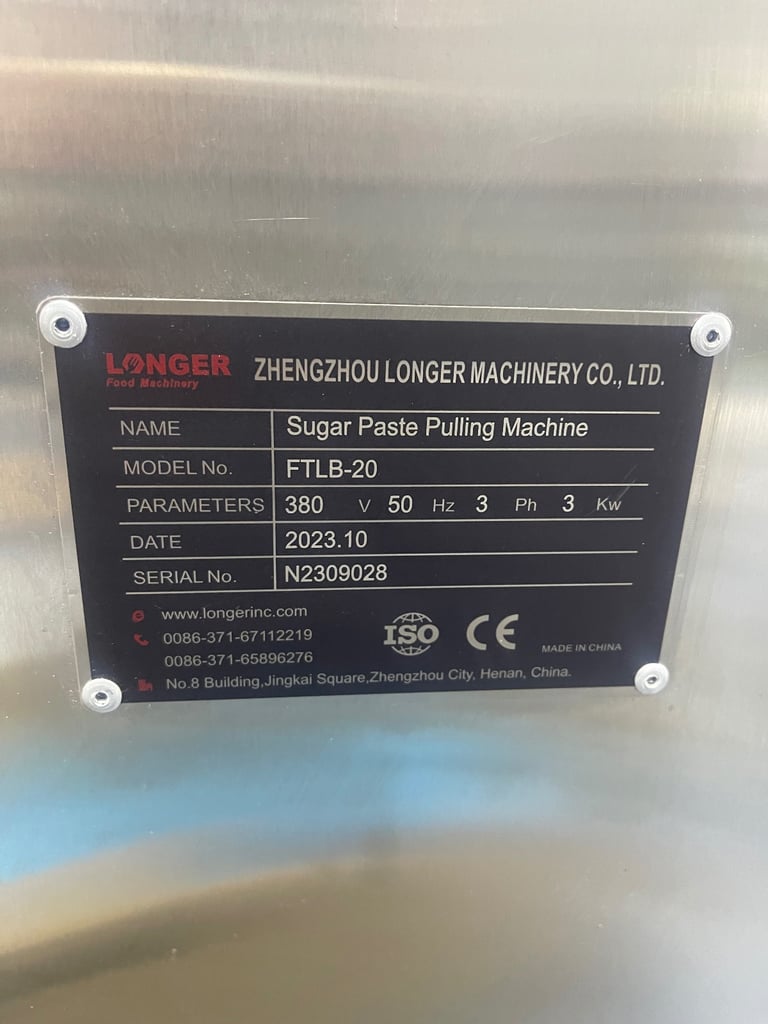 LONGER
Food Machinery
ZHENGZHOU LONGER MACHINERY CO., LTD.
NAME Sugar Paste Pulling Machine
MODEL No. FTLB-20
PARAMETERS 380 V 50 Hz 3 Ph 3 Kw
DATE 2023.10
SERIAL No. N2309028
www.longerinc.com
0086-371-67112219
0086-371-65896276
ISO CE
MADE IN CHINA
No.8 Building,Jingkai Square,Zhengzhou City, Henan, China.